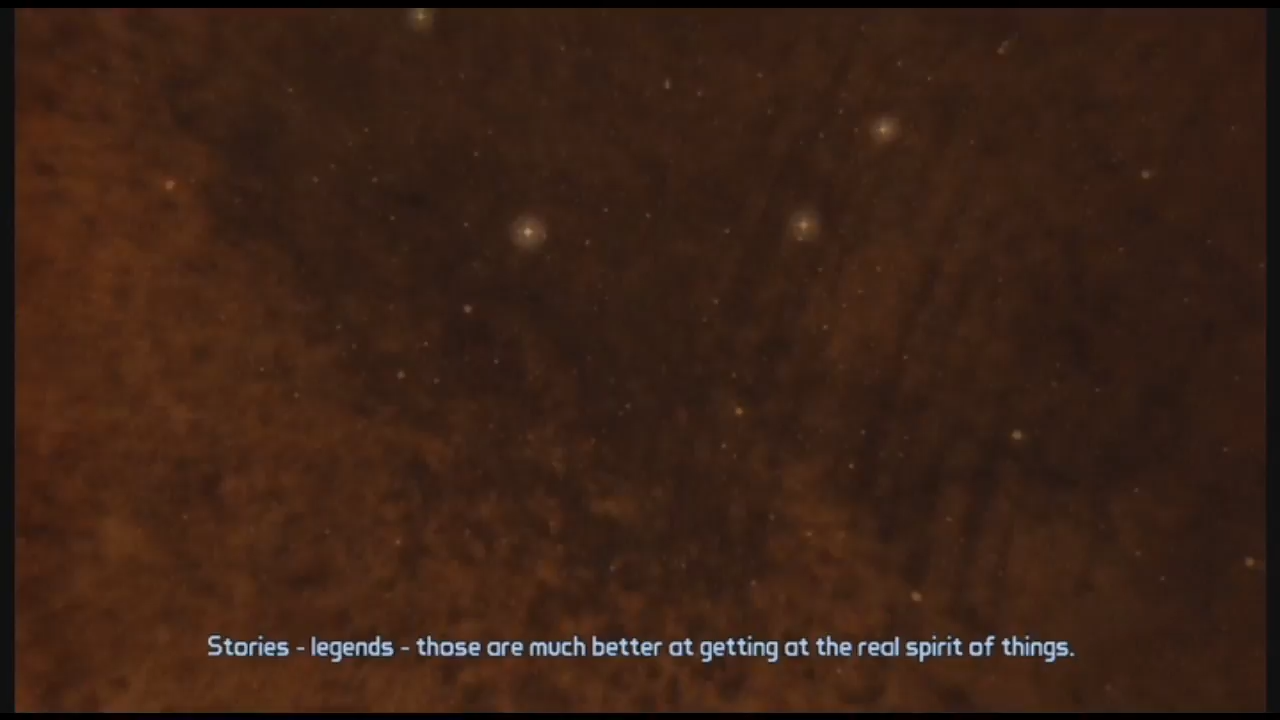 Stories - legends - those are much better at getting at the real spirit of things.